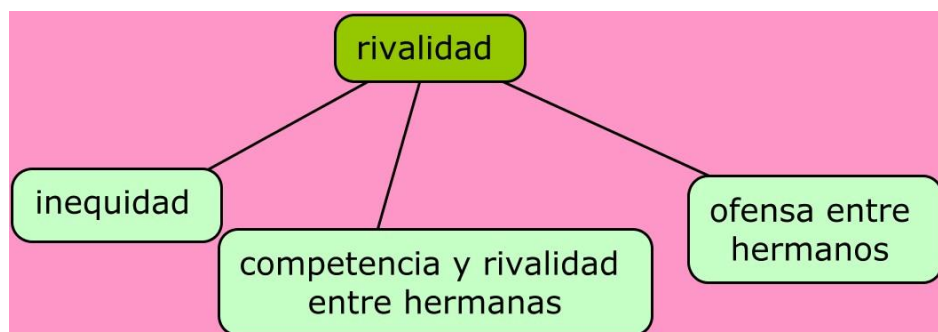 rivalidad
inequidad
competencia y rivalidad
entre hermanas
ofensa entre
hermanos